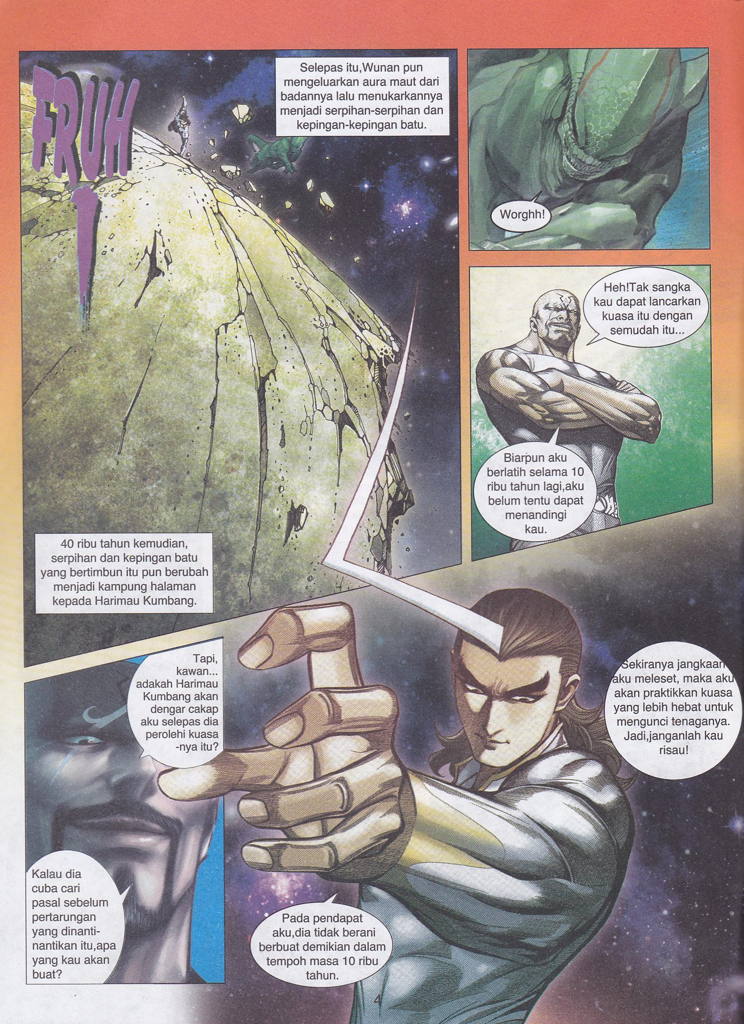 FRUH
1
Selepas itu,Wunan pun
mengeluarkan aura maut dari
badannya lalu menukarkannya
menjadi serpihan-serpihan dan
kepingan-kepingan batu.
Worghh!
Heh!Tak sangka
kau dapat lancarkan
kuasa itu dengan
semudah itu...
Biarpun aku
berlatih selama 10
ribu tahun lagi,aku
belum tentu dapat
menandingi
kau.
40 ribu tahun kemudian,
serpihan dan kepingan batu
yang bertimbun itu pun berubah
menjadi kampung halaman
kepada Harimau Kumbang.
Tapi,
kawan...
adakah Harimau
Kumbang akan
dengar cakap
aku selepas dia
perolehi kuasa
-nya itu?
Sekiranya jangkaan
aku meleset, maka aku
akan praktikkan kuasa
yang lebih hebat untuk
mengunci tenaganya.
Jadi,janganlah kau
risau!
Kalau dia
cuba cari
pasal sebelum
pertarungan
yang dinanti-
nantikan itu,apa
yang kau akan
buat?
Pada pendapat
aku,dia tidak berani
berbuat demikian dalam
tempoh masa 10 ribu
tahun.
4